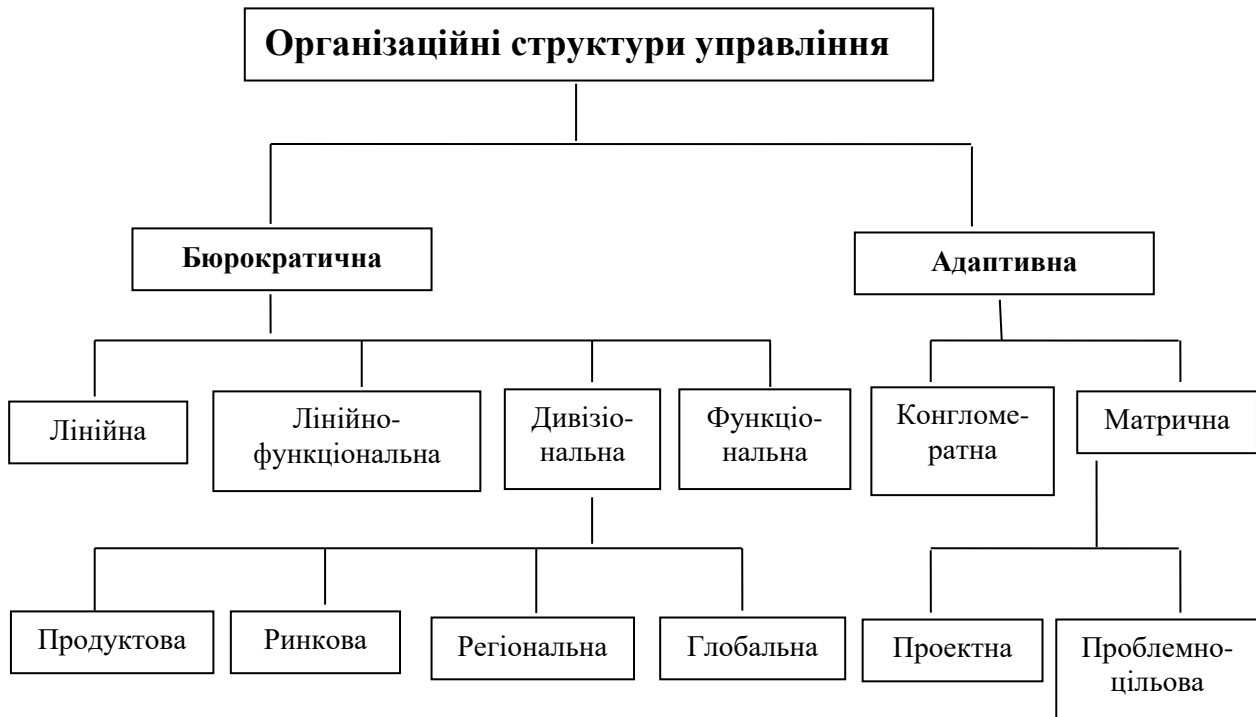 Організаційні структури управління
Бюрократична
Адаптивна
Лінійна
Лінійно-
функціональна
Дивізіо-
нальна
Функціо-
нальна
Конгломе-
ратна
Матрична
Продуктова
Ринкова
Регіональна
Глобальна
Проектна
Проблемно-
цільова